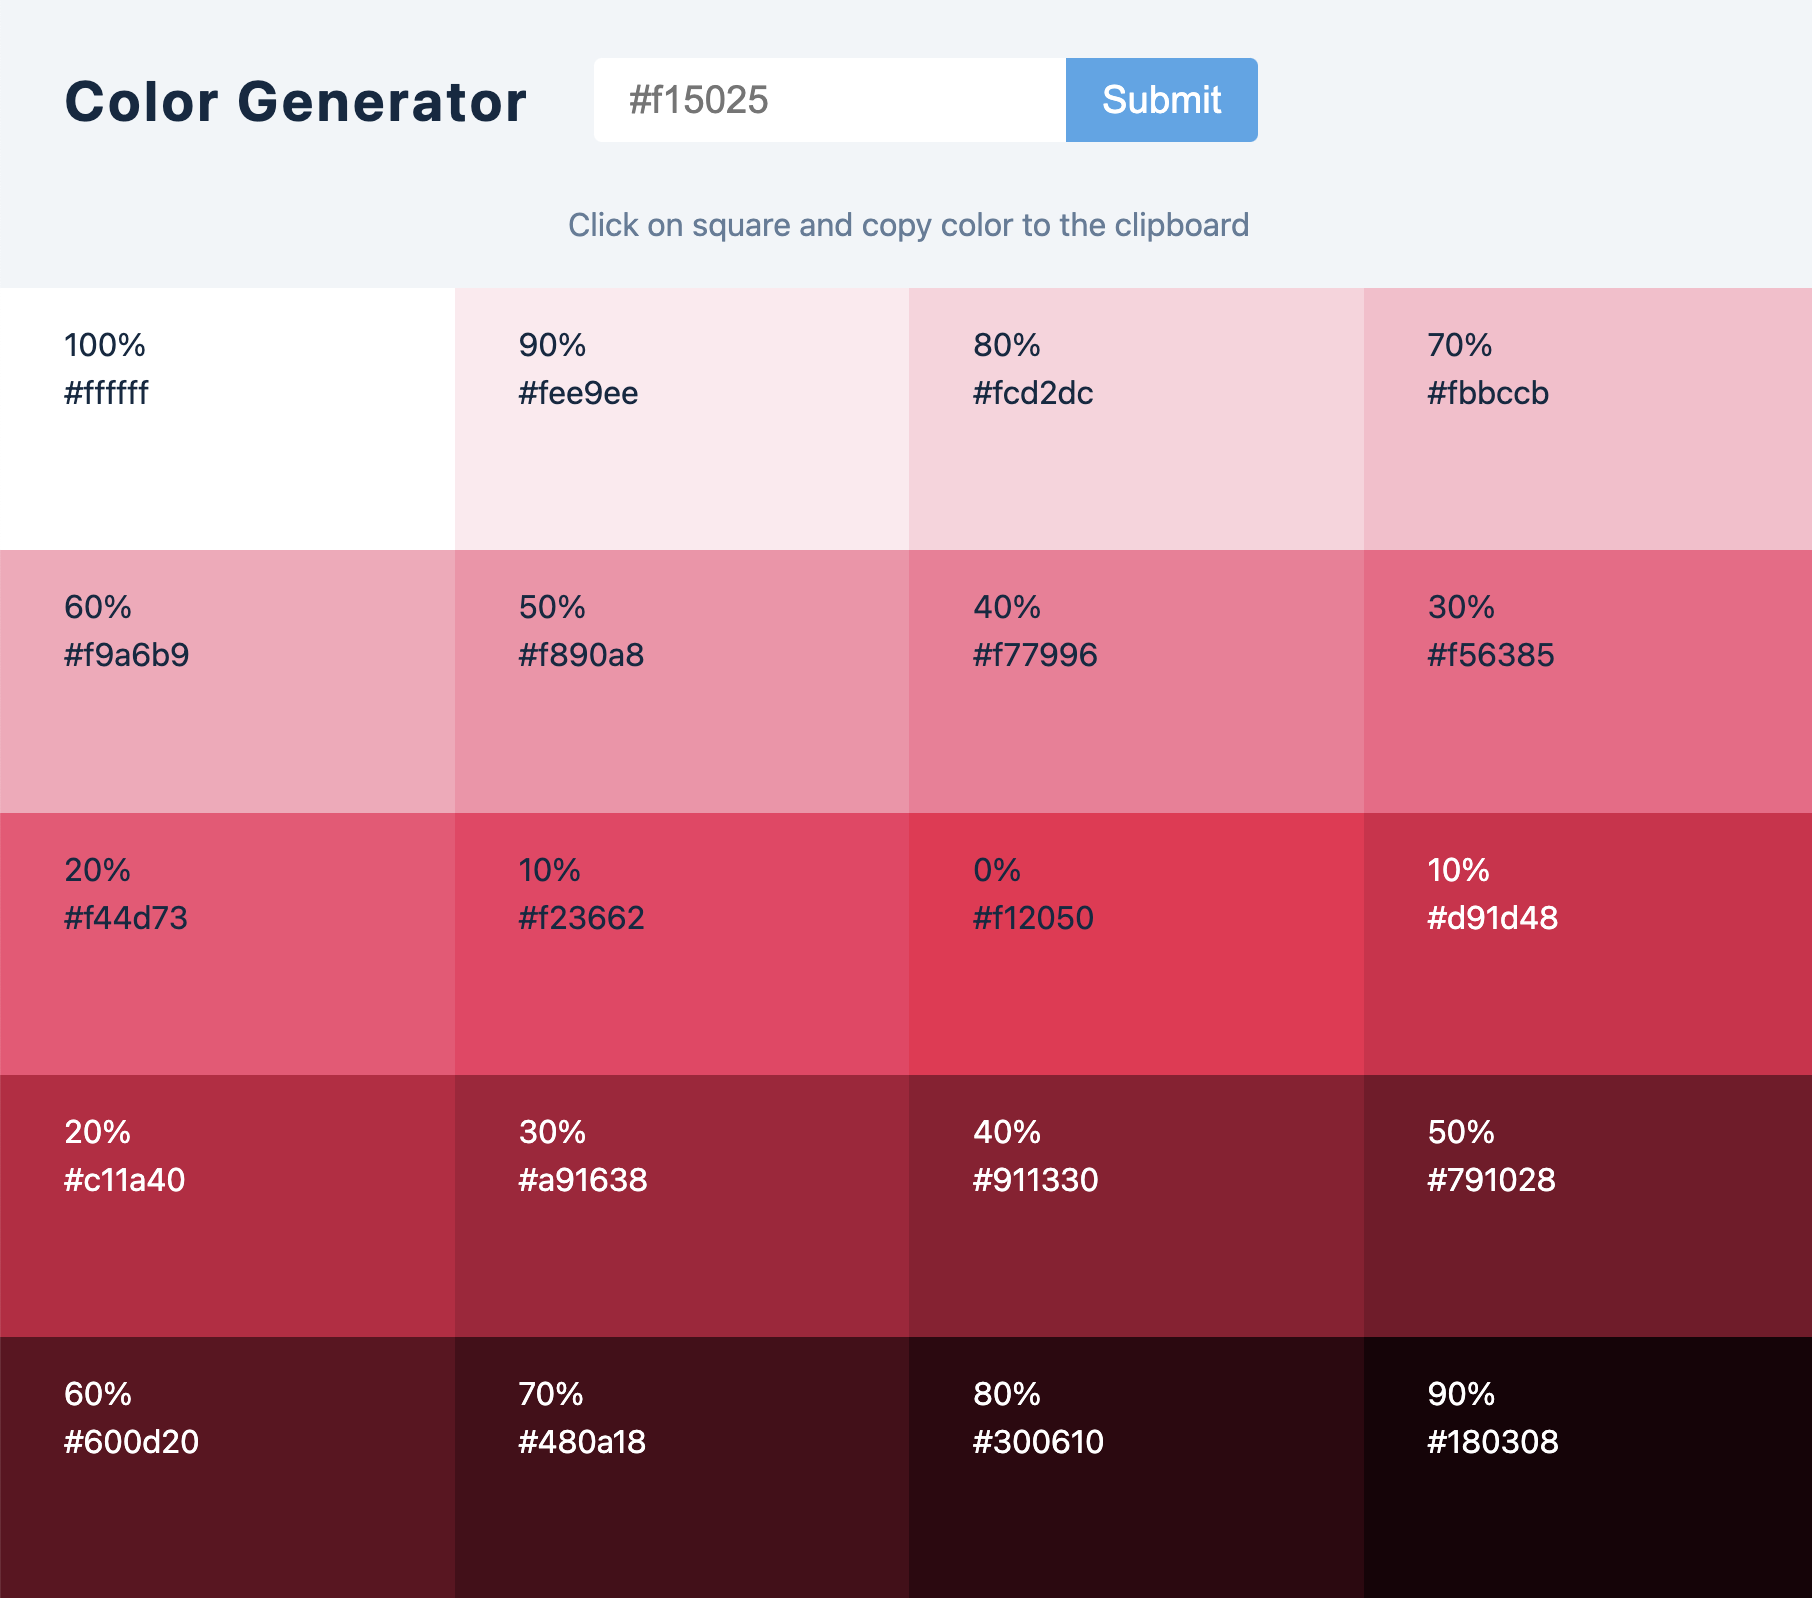 Color Generator
#f15025
Submit
Click on square and copy color to the clipboard
100%
#ffffff
90%
#fee9ee
80%
#fcd2dc
70%
#fbbccb
60%
#f9a6b9
50%
#f890a8
40%
#f77996
30%
#f56385
20%
#f44d73
10%
#f23662
0%
#f12050
10%
#d91d48
20%
#c11a40
30%
#a91638
40%
#911330
50%
#791028
60%
#600d20
70%
#480a18
80%
#300610
90%
#180308